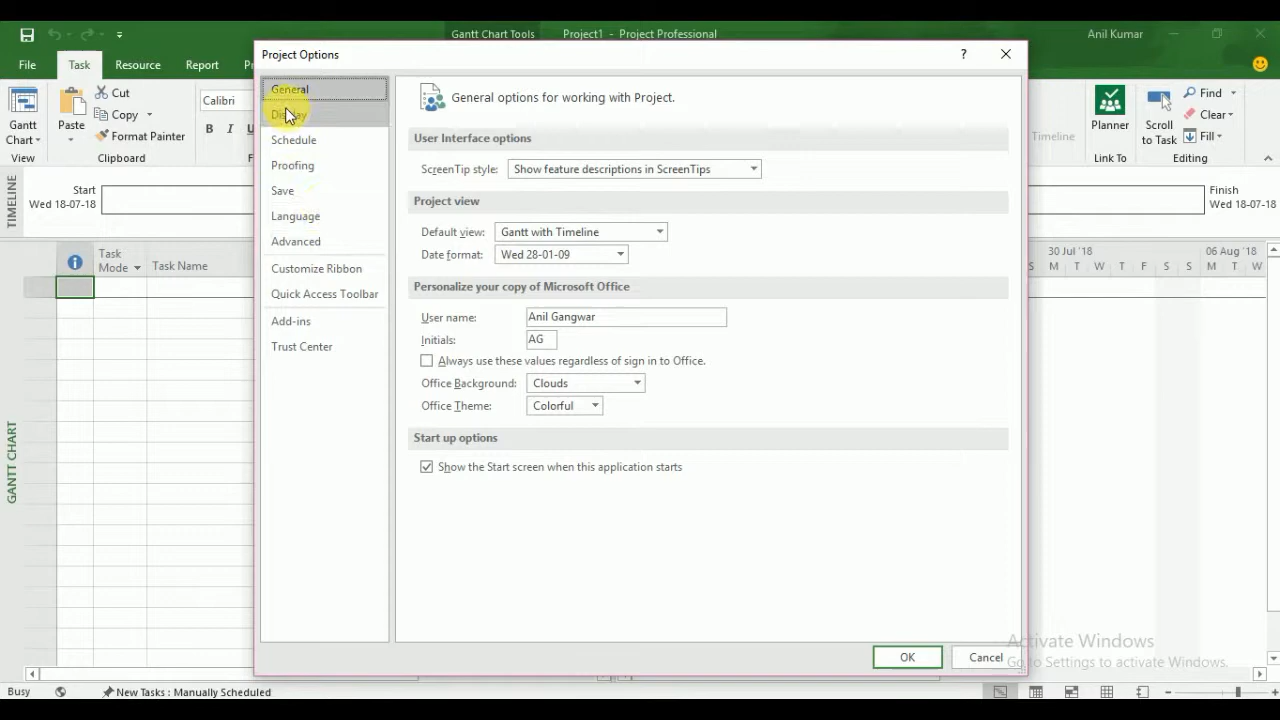 Gantt Chart Tools
Project1 - Project Professional
Anil Kumar
File
Task
Resource
Report
Gantt
Chart
View
Paste
Cut
Copy
Format Painter
Clipboard
Calibri
B I U
Timeline
Planner
Link To
Scroll
to Task
Find
Clear
Fill
Editing
TIMELINE
Start
Wed 18-07-18
Finish
Wed 18-07-18
Task
Mode
Task Name
30 Jul '18
06 Aug '18
S M T W T F S S M T W
GANTT CHART
Project Options
?
General
Display
Schedule
Proofing
Save
Language
Advanced
Customize Ribbon
Quick Access Toolbar
Add-ins
Trust Center
General options for working with Project.
User Interface options
ScreenTip style: Show feature descriptions in ScreenTips
Project view
Default view: Gantt with Timeline
Date format: Wed 28-01-09
Personalize your copy of Microsoft Office
User name: Anil Gangwar
Initials: AG
Always use these values regardless of sign in to Office.
Office Background: Clouds
Office Theme: Colorful
Start up options
Show the Start screen when this application starts
OK
Cancel
Activate Windows
Go to Settings to activate Windows.
Busy
New Tasks : Manually Scheduled